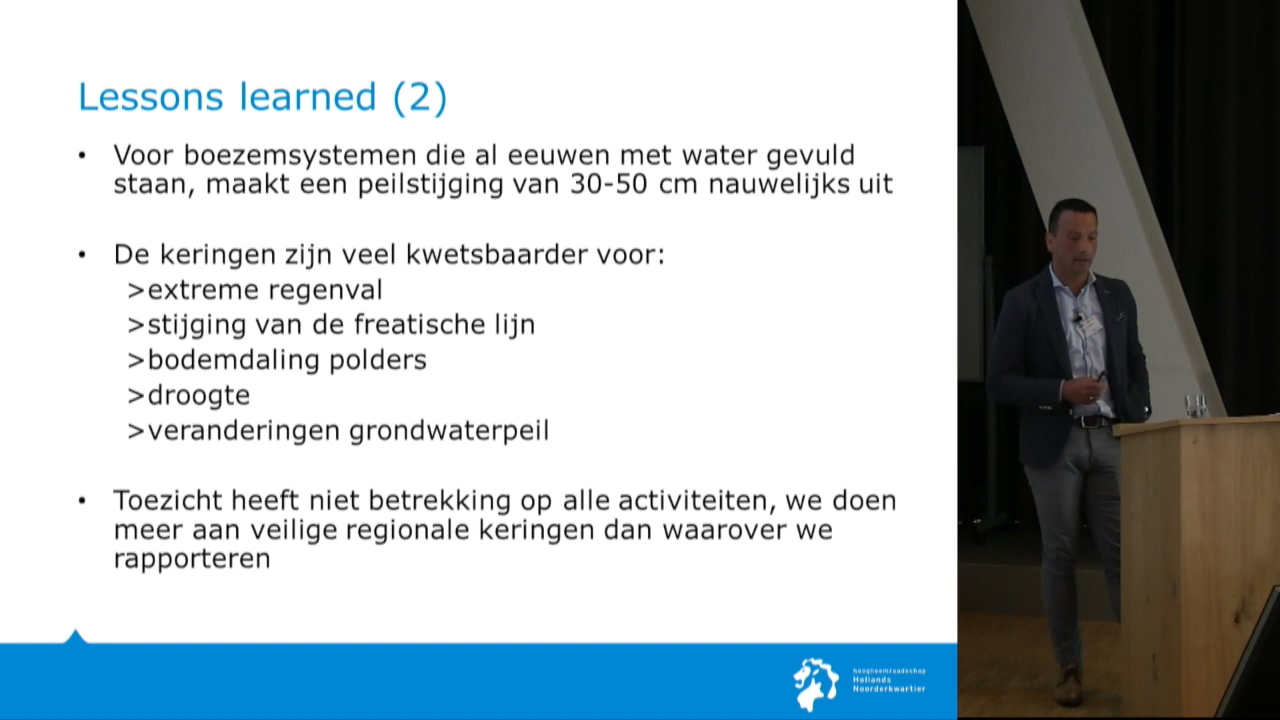 Lessons learned (2)
• Voor boezemsystemen die al eeuwen met water gevuld
staan, maakt een peilstijging van 30-50 cm nauwelijks uit
• De keringen zijn veel kwetsbaarder voor:
>extreme regenval
>stijging van de freatische lijn
>bodemdaling polders
>droogte
>veranderingen grondwaterpeil
• Toezicht heeft niet betrekking op alle activiteiten, we doen
meer aan veilige regionale keringen dan waarover we
rapporteren
hoogheemraadschap
Hollands
Noorderkwartier